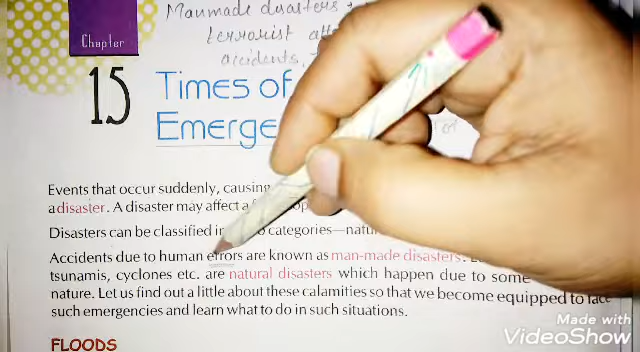 Manmade disasters
Chapter
terrorist
accidents,
15
Times of
Emerge
Events that occur suddenly, causing
a disaster. A disaster may affect a
Disasters can be classified in categories—natu
Accidents due to human errors are known as man-made disasters.
tsunamis, cyclones etc. are natural disasters which happen due to some
nature. Let us find out a little about these calamities so that we become equipped to face
such emergencies and learn what to do in such situations.
FLOODS
Made with
VideoShow